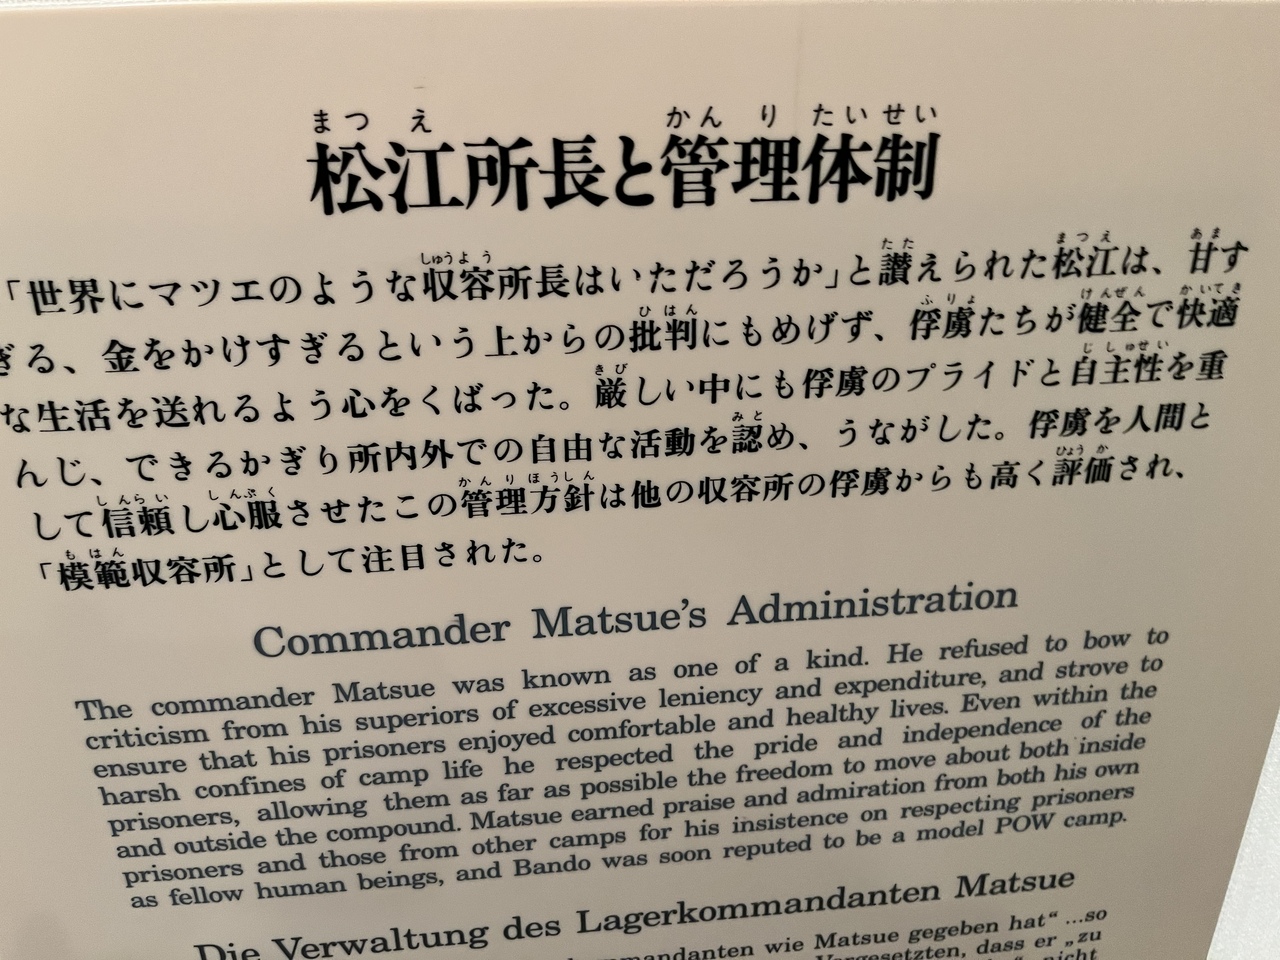 まつえ かんりたいせい
松江所長と管理体制
しゅうよう たた まつえ あま
「世界にマツエのような収容所長はいただろうか」と讃えられた松江は、甘す
ひはん ふりょ けんぜん かいてき
ぎる、金をかけすぎるという上からの批判にもめげず、俘虜たちが健全で快適
きび じしゅせい
な生活を送れるよう心をくばった。厳しい中にも俘虜のプライドと自主性を重
みと
んじ、できるかぎり所内外での自由な活動を認め、うながした。俘虜を人間と
しんらい しんぷく かんりほうしん ひょうか
して信頼し心服させたこの管理方針は他の収容所の俘虜からも高く評価され、
もはん
「模範収容所」として注目された。
Commander Matsue's Administration
The commander Matsue was known as one of a kind. He refused to bow to
criticism from his superiors of excessive leniency and expenditure, and strove to
ensure that his prisoners enjoyed comfortable and healthy lives. Even within the
harsh confines of camp life he respected the pride and independence of the
prisoners, allowing them as far as possible the freedom to move about both inside
and outside the compound. Matsue earned praise and admiration from both his own
prisoners and those from other camps for his insistence on respecting prisoners
as fellow human beings, and Bando was soon reputed to be a model POW camp.
Die Verwaltung des Lagerkommandanten Matsue
wie Matsue gegeben hat“ ...so
Vorgesetzten, dass er „zu
nicht